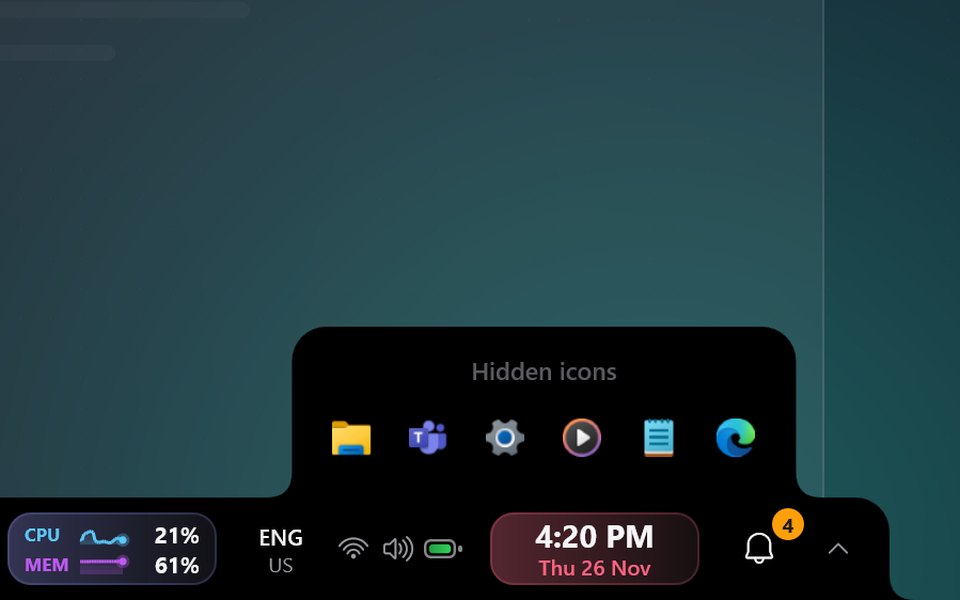 Hidden icons
T
CPU 21%
MEM 61%
ENG
US
4:20 PM
Thu 26 Nov
4